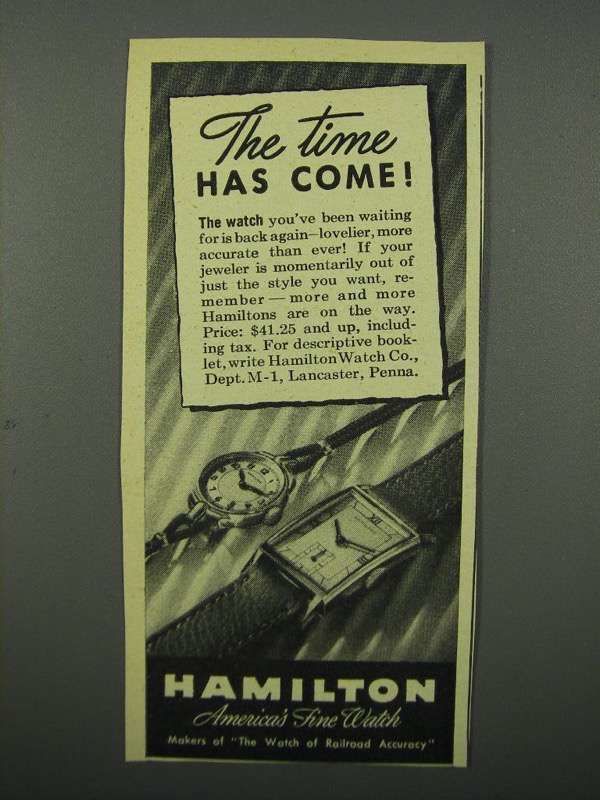 The time
HAS COME!
The watch you've been waiting
for is back again—lovelier, more
accurate than ever! If your
jeweler is momentarily out of
just the style you want, re-
member — more and more
Hamiltons are on the way.
Price: $41.25 and up, includ-
ing tax. For descriptive book-
let, write Hamilton Watch Co.,
Dept. M-1, Lancaster, Penna.
HAMILTON
America's Fine Watch
Makers of "The Watch of Railroad Accuracy"